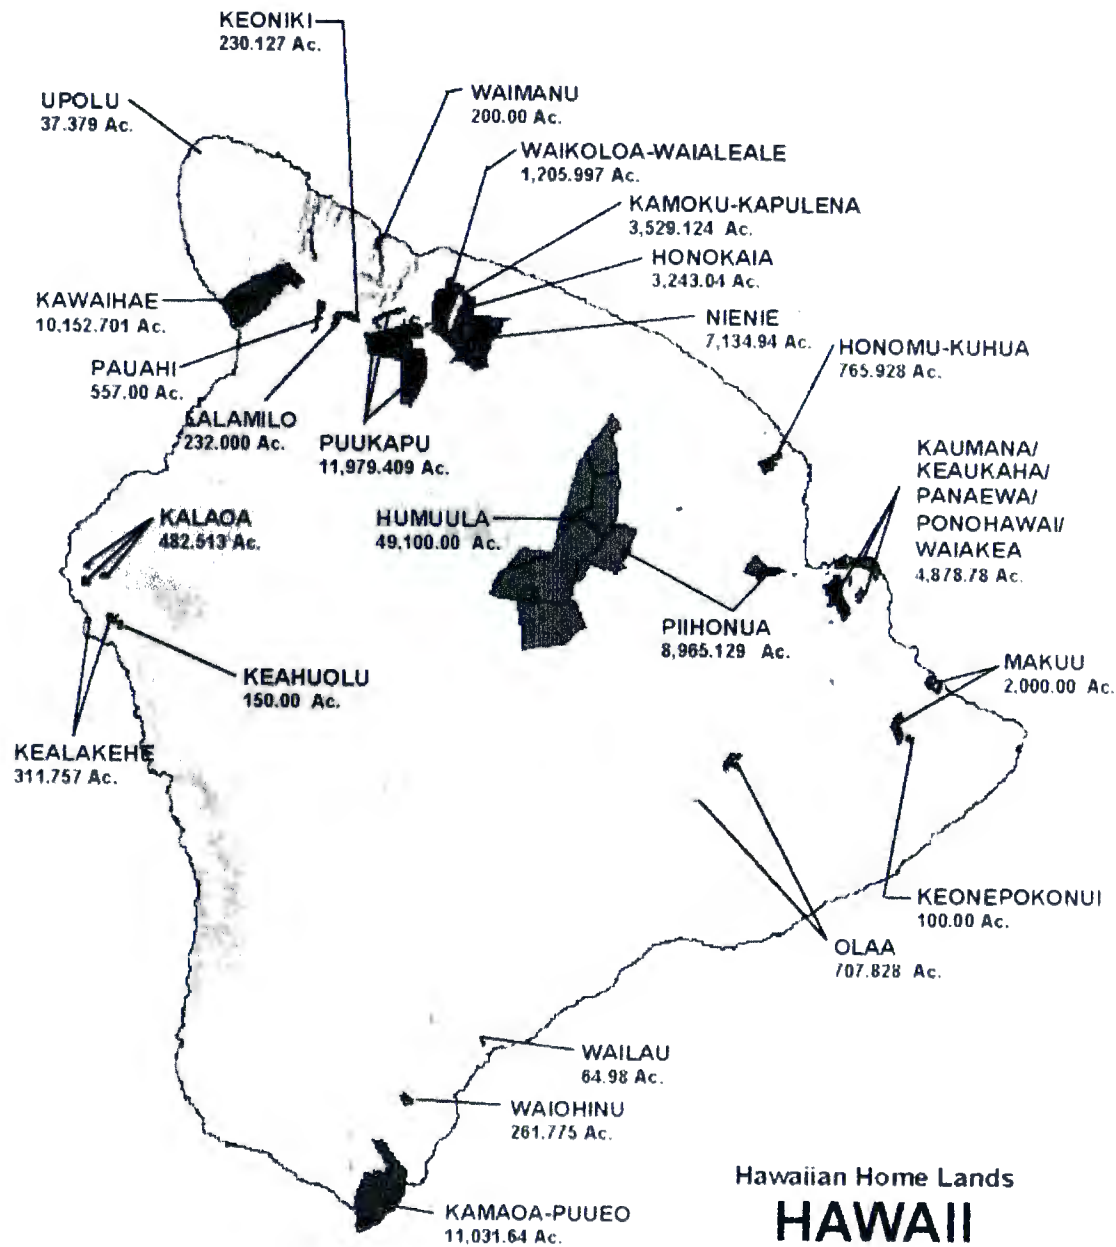 KEONIKI
230.127 Ac.
UPOLU
37.379 Ac.
WAIMANU
200.00 Ac.
WAIKOLOA-WAIALEALE
1,205.997 Ac.
KAMOKU-KAPULENA
3,529.124 Ac.
HONOKAIA
3,243.04 Ac.
KAWAIHAE
10,152.701 Ac.
NIENIE
7,134.94 Ac.
PAUAHI
557.00 Ac.
HONOMU-KUHUA
765.928 Ac.
LALAMILO
232.000 Ac.
PUUKAPU
11,979.409 Ac.
KAUMANA/
KEAUKAHA/
PANAEWA/
PONOHAWAI/
WAIAKEA
4,878.78 Ac.
KALAOA
482.513 Ac.
HUMUULA
49,100.00 Ac.
PIIHONUA
8,965.129 Ac.
KEAHUOLU
150.00 Ac.
MAKUU
2.000.00 Ac.
KEALAKEHE
311.757 Ac.
KEONEPOKONUI
100.00 Ac.
OLAA
707.828 Ac.
WAILAU
64.98 Ac.
WAIOHINU
261.775 Ac.
KAMAOA-PUUEO
11,031.64 Ac.
Hawaiian Home Lands
HAWAII